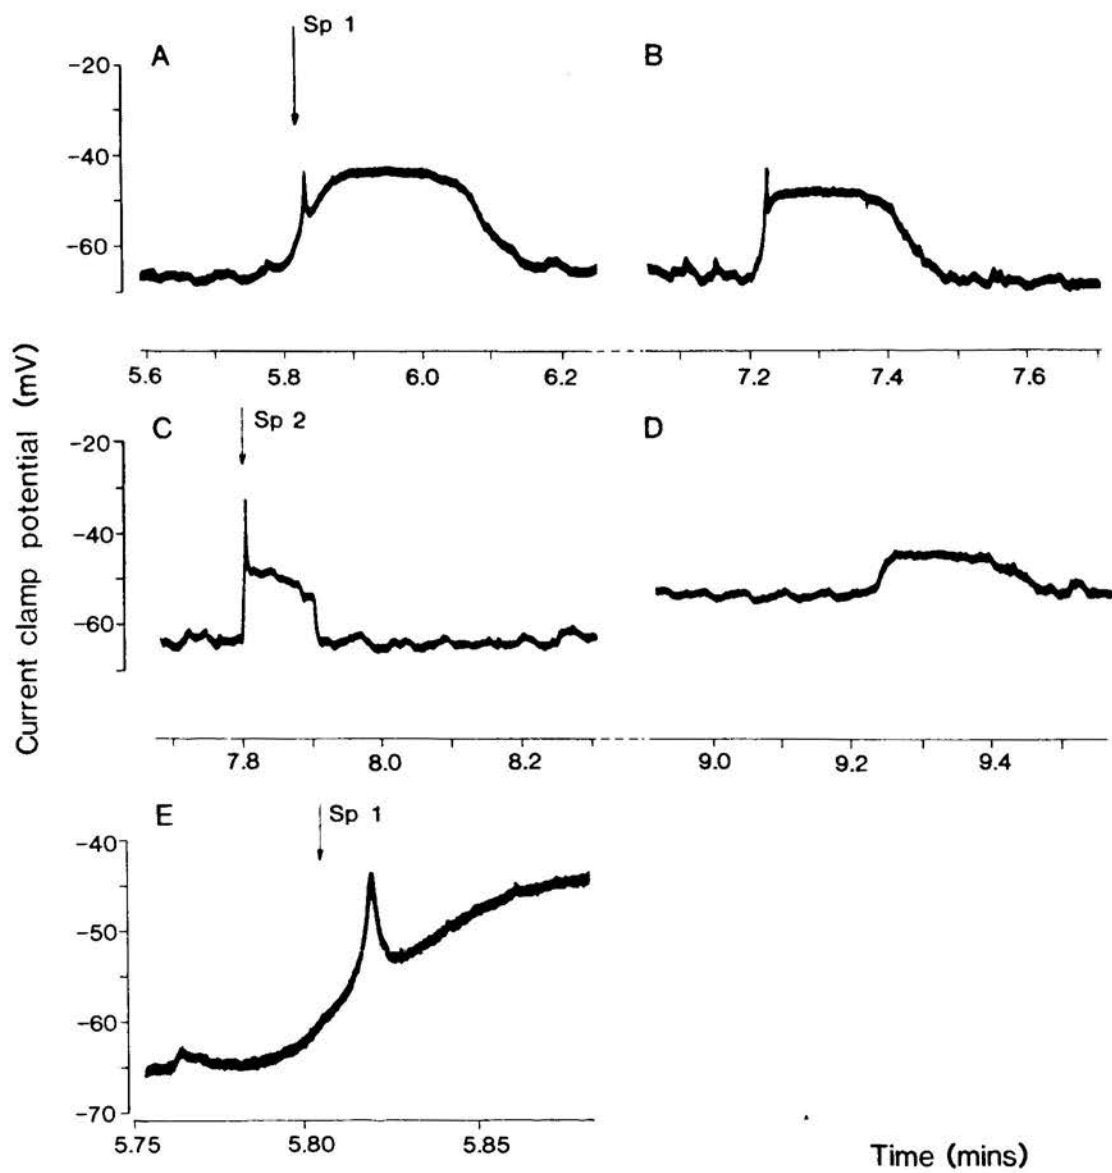 Sp 1
A
B
-20
-40
-60
5.6 5.8 6.0 6.2 7.2 7.4 7.6
Current clamp potential (mV)
Sp 2
C
D
-20
-40
-60
7.8 8.0 8.2 9.0 9.2 9.4
E
Sp 1
-40
-50
-60
-70
5.75 5.80 5.85
Time (mins)